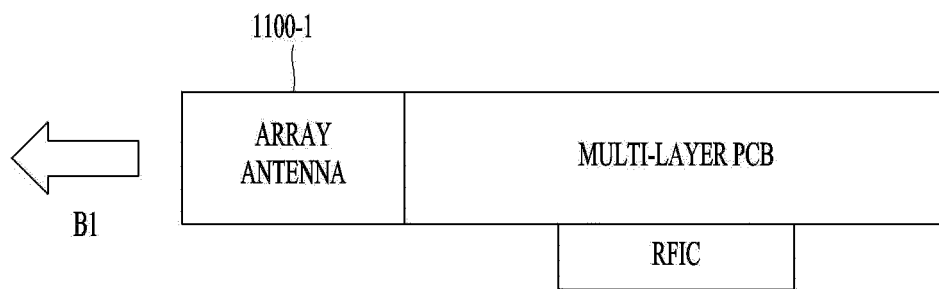 1100-1
ARRAY
ANTENNA
MULTI-LAYER PCB
B1
RFIC